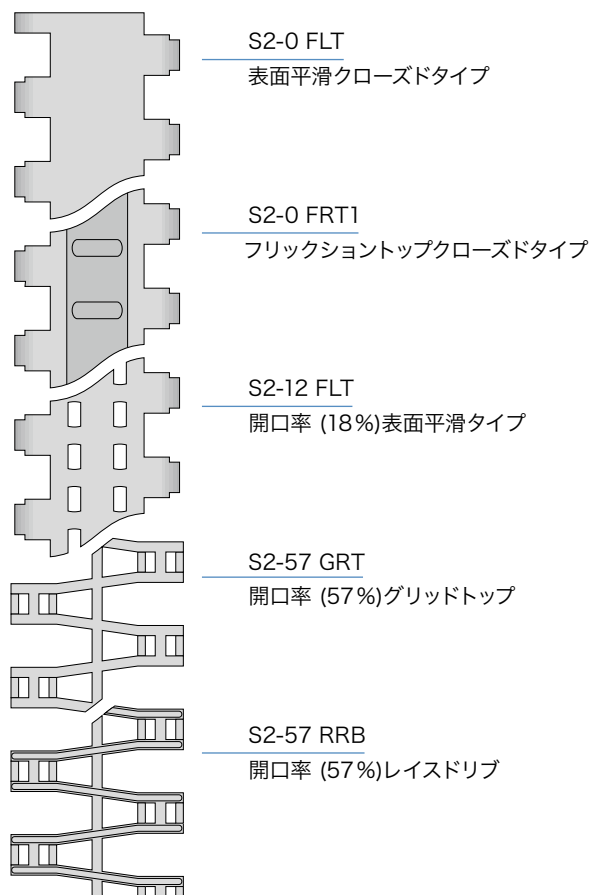 S2-0 FLT
表面平滑クローズドタイプ
S2-0 FRT1
フリックショントップクローズドタイプ
S2-12 FLT
開口率 (18%)表面平滑タイプ
S2-57 GRT
開口率 (57%)グリッドトップ
S2-57 RRB
開口率 (57%)レイスドリブ